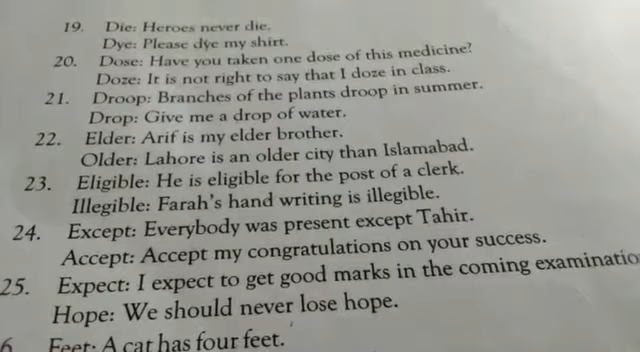 19. Die: Heroes never die.
Dye: Please dye my shirt.
20. Dose: Have you taken one dose of this medicine?
Doze: It is not right to say that I doze in class.
21. Droop: Branches of the plants droop in summer.
Drop: Give me a drop of water.
22. Elder: Arif is my elder brother.
Older: Lahore is an older city than Islamabad.
23. Eligible: He is eligible for the post of a clerk.
Illegible: Farah's hand writing is illegible.
24. Except: Everybody was present except Tahir.
Accept: Accept my congratulations on your success.
25. Expect: I expect to get good marks in the coming examinatio
Hope: We should never lose hope.
6 Feet: A cat has four feet.